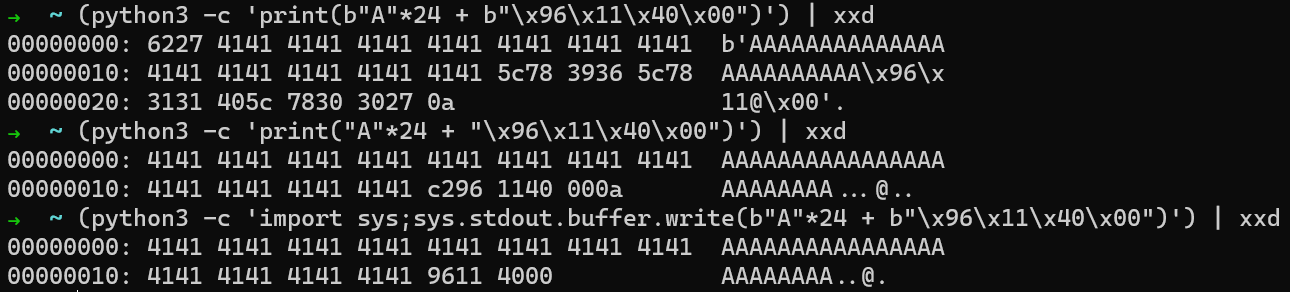 → ~ (python3 -c 'print(b"A"*24 + b"\x96\x11\x40\x00")') | xxd
00000000: 6227 4141 4141 4141 4141 4141 4141 4141  b'AAAAAAAAAAAAAA
00000010: 4141 4141 4141 4141 4141 5c78 3936 5c78  AAAAAAAAAA\x96\x
00000020: 3131 405c 7830 3027 0a                   11@\x00'.
→ ~ (python3 -c 'print("A"*24 + "\x96\x11\x40\x00")') | xxd
00000000: 4141 4141 4141 4141 4141 4141 4141 4141  AAAAAAAAAAAAAAAA
00000010: 4141 4141 4141 4141 c296 1140 000a       AAAAAAAA...@..
→ ~ (python3 -c 'import sys;sys.stdout.buffer.write(b"A"*24 + b"\x96\x11\x40\x00")') | xxd
00000000: 4141 4141 4141 4141 4141 4141 4141 4141  AAAAAAAAAAAAAAAA
00000010: 4141 4141 4141 4141 9611 4000            AAAAAAAA..@.